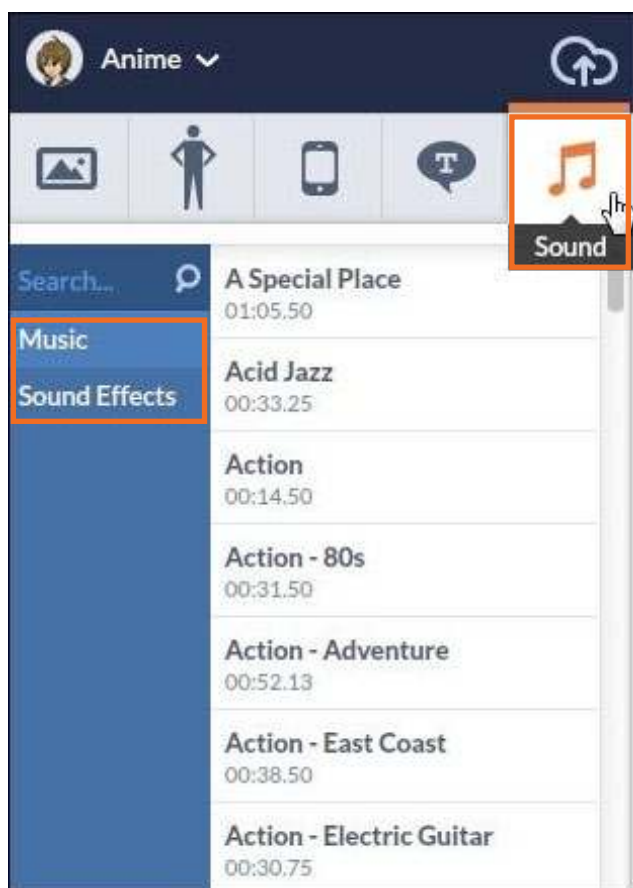 Anime
T
Sound
Search...
Music
Sound Effects
A Special Place
01:05.50
Acid Jazz
00:33.25
Action
00:14.50
Action - 80s
00:31.50
Action - Adventure
00:52.13
Action - East Coast
00:38.50
Action - Electric Guitar
00:30.75